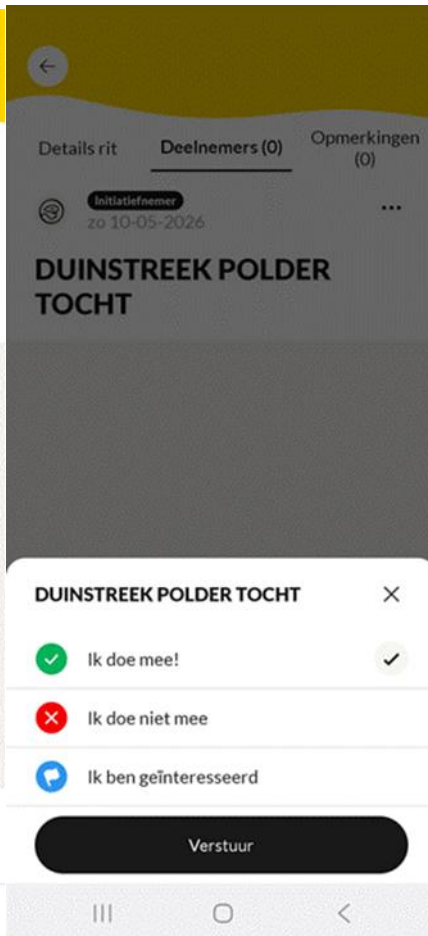 Details rit
Deelnemers (0)
Opmerkingen
(0)
Initiatiefnemer
zo 10-05-2026
DUINSTREEK POLDER
TOCHT
DUINSTREEK POLDER TOCHT
Ik doe mee!
Ik doe niet mee
Ik ben geïnteresseerd
Verstuur